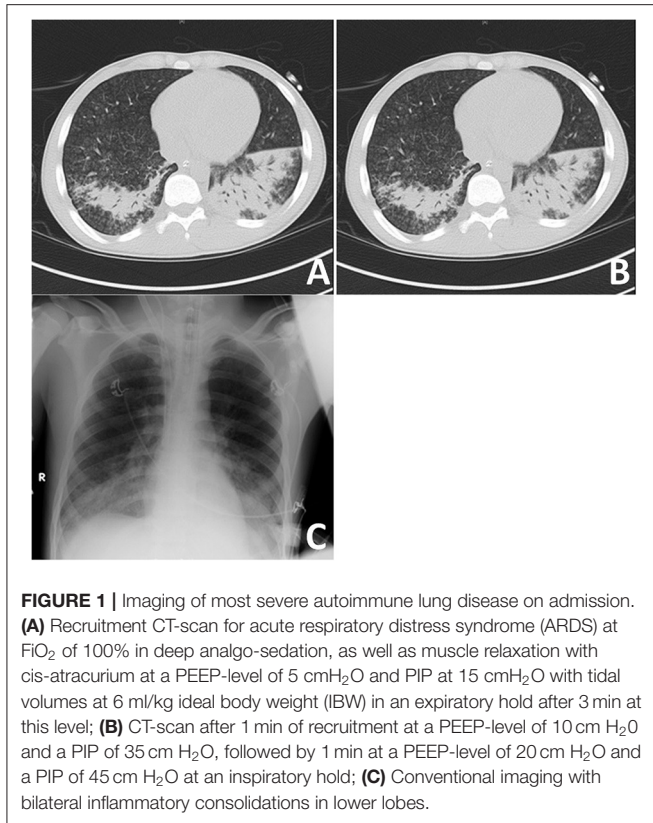 A
B
R
C
FIGURE 1 | Imaging of most severe autoimmune lung disease on admission.
(A) Recruitment CT-scan for acute respiratory distress syndrome (ARDS) at
FiO₂ of 100% in deep analgo-sedation, as well as muscle relaxation with
cis-atracurium at a PEEP-level of 5 cmH₂O and PIP at 15 cmH₂O with tidal
volumes at 6 ml/kg ideal body weight (IBW) in an expiratory hold after 3 min at
this level; (B) CT-scan after 1 min of recruitment at a PEEP-level of 10 cm H₂0
and a PIP of 35 cm H₂O, followed by 1 min at a PEEP-level of 20 cm H₂O and
a PIP of 45 cm H₂O at an inspiratory hold; (C) Conventional imaging with
bilateral inflammatory consolidations in lower lobes.